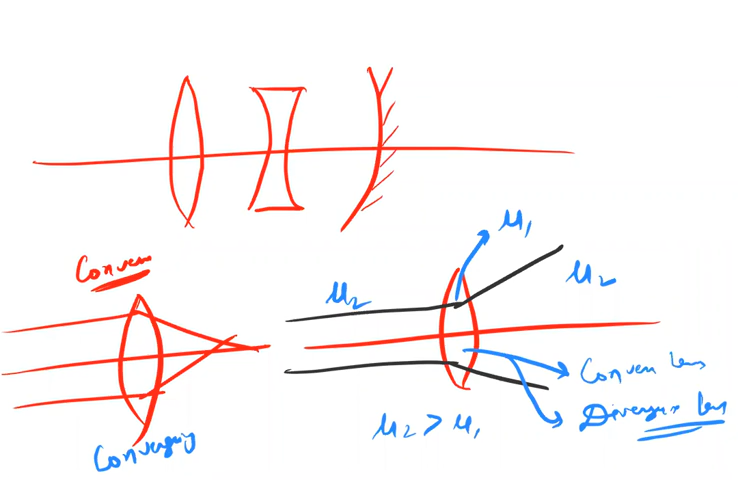 μ₁
Convex
μ₂
μ₂
Convex lens
Diverging lens
μ₂ > μ₁
Converging